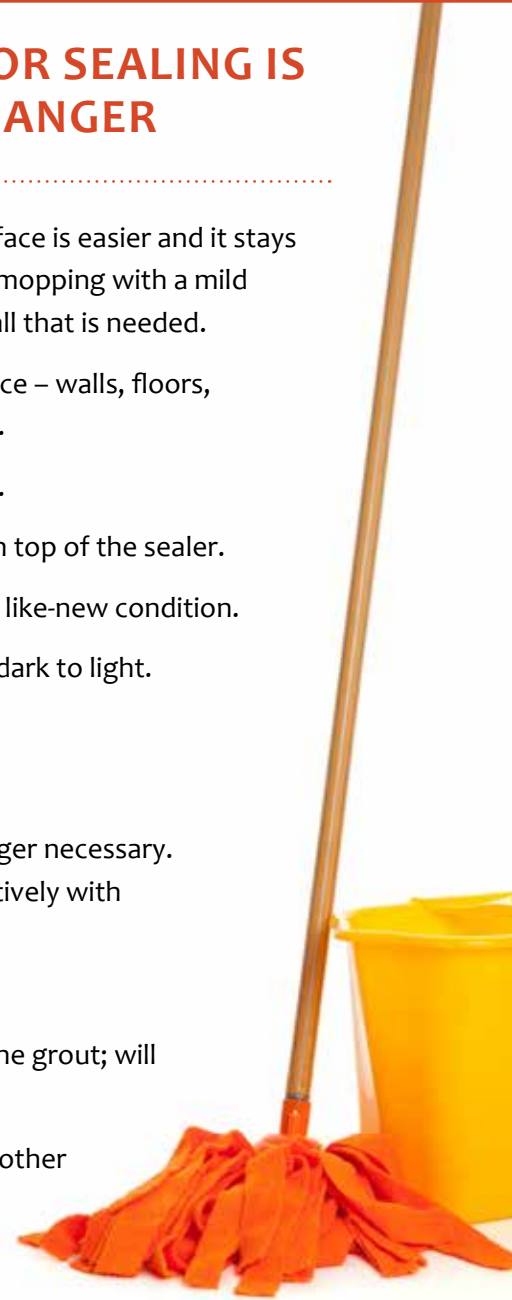 OR SEALING IS
ANGER
face is easier and it stays
mopping with a mild
all that is needed.
ce – walls, floors,
.
.
n top of the sealer.
like-new condition.
dark to light.
ger necessary.
tively with
he grout; will
other